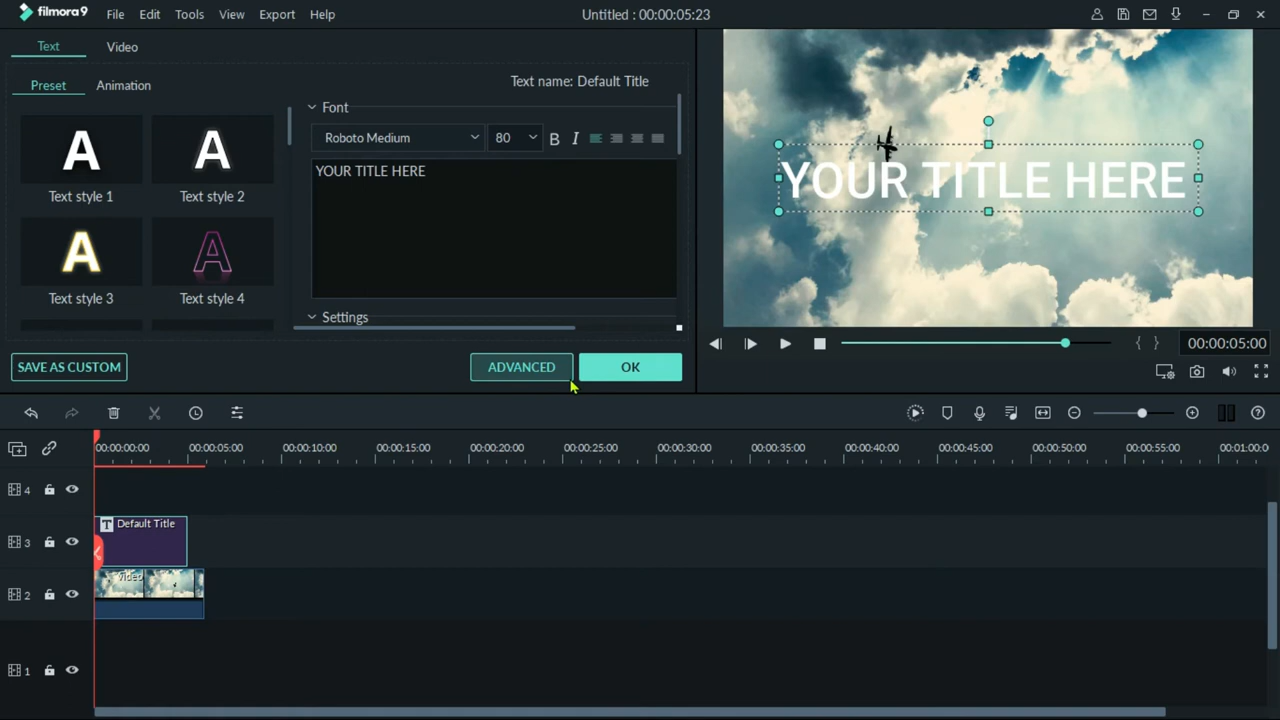 filmora9 File Edit Tools View Export Help Untitled : 00:00:05:23
Text Video
Preset Animation
Text name: Default Title
Font
Roboto Medium 80 B I
YOUR TITLE HERE
A A
Text style 1 Text style 2
A A
Text style 3 Text style 4
Settings
SAVE AS CUSTOM ADVANCED OK
YOUR TITLE HERE
{ } 00:00:05:00
00:00:00:00 00:00:05:00 00:00:10:00 00:00:15:00 00:00:20:00 00:00:25:00 00:00:30:00 00:00:35:00 00:00:40:00 00:00:45:00 00:00:50:00 00:00:55:00 00:01:00:0
4
T Default Title
3
Video
2
1